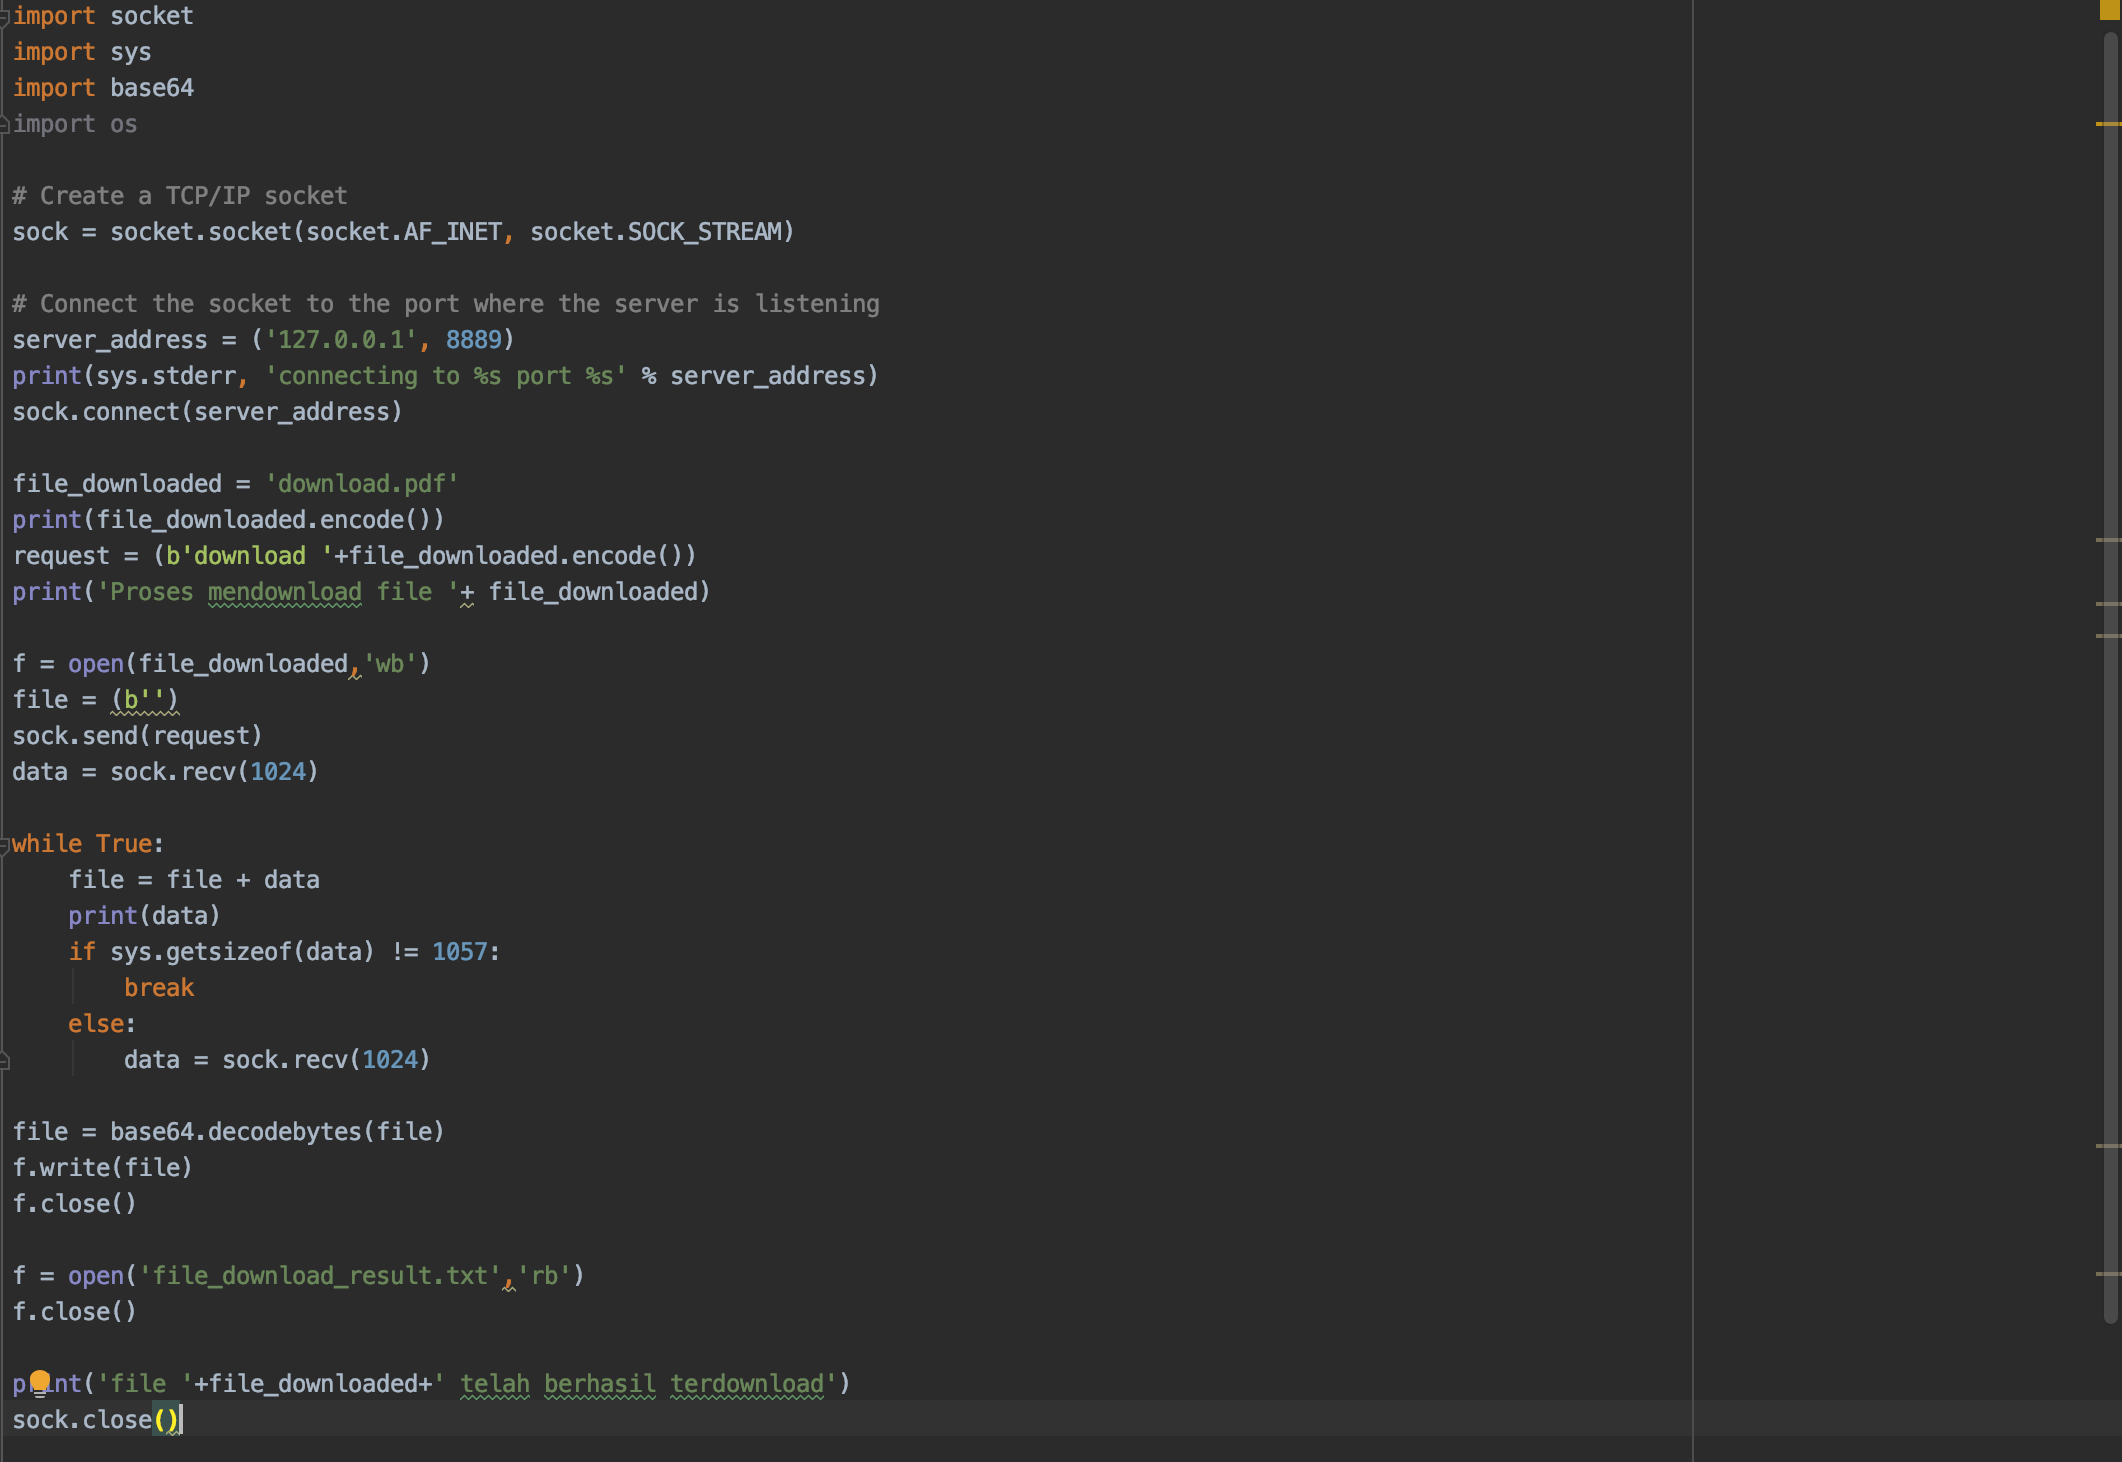 import socket
import sys
import base64
import os
# Create a TCP/IP socket
sock = socket.socket(socket.AF_INET, socket.SOCK_STREAM)
# Connect the socket to the port where the server is listening
server_address = ('127.0.0.1', 8889)
print(sys.stderr, 'connecting to %s port %s' % server_address)
sock.connect(server_address)
file_downloaded = 'download.pdf'
print(file_downloaded.encode())
request = (b'download '+file_downloaded.encode())
print('Proses mendownload file '+ file_downloaded)
f = open(file_downloaded,'wb')
file = (b'')
sock.send(request)
data = sock.recv(1024)
while True:
    file = file + data
    print(data)
    if sys.getsizeof(data) != 1057:
        break
    else:
        data = sock.recv(1024)
file = base64.decodebytes(file)
f.write(file)
f.close()
f = open('file_download_result.txt','rb')
f.close()
print('file '+file_downloaded+' telah berhasil terdownload')
sock.close()